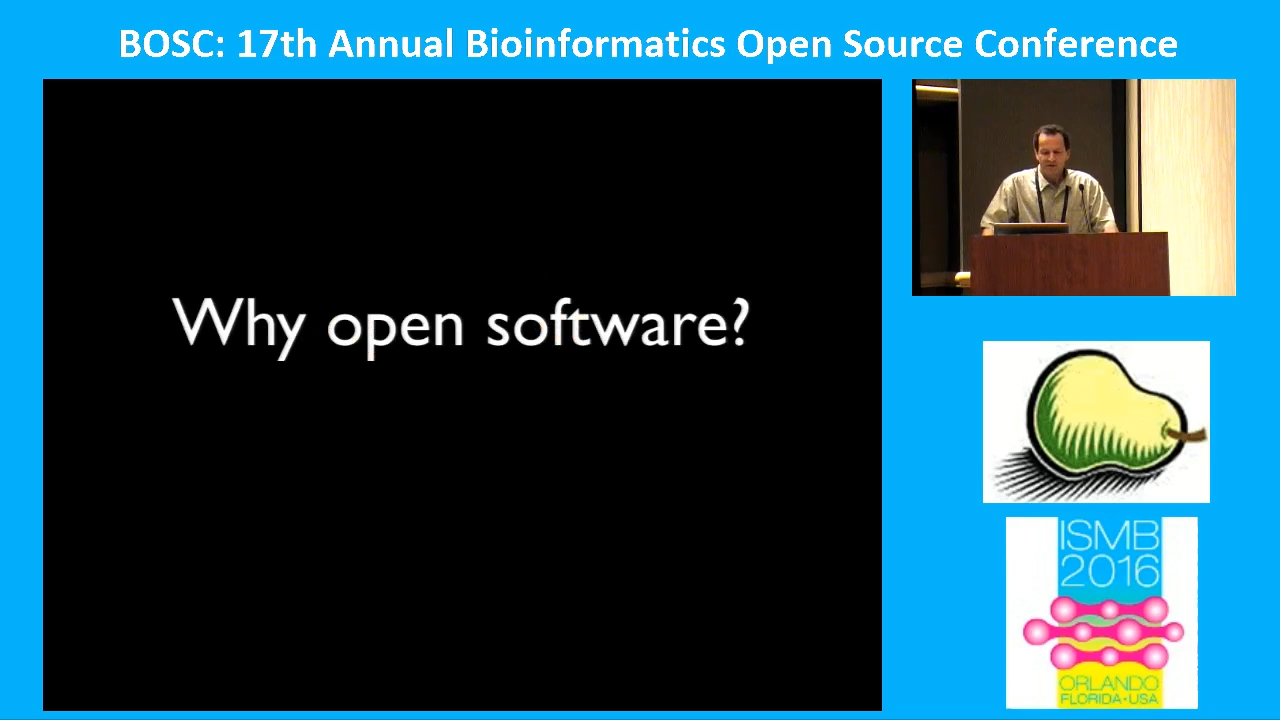 BOSC: 17th Annual Bioinformatics Open Source Conference
Why open software?
ISMB
2016
ORLANDO
FLORIDA•USA